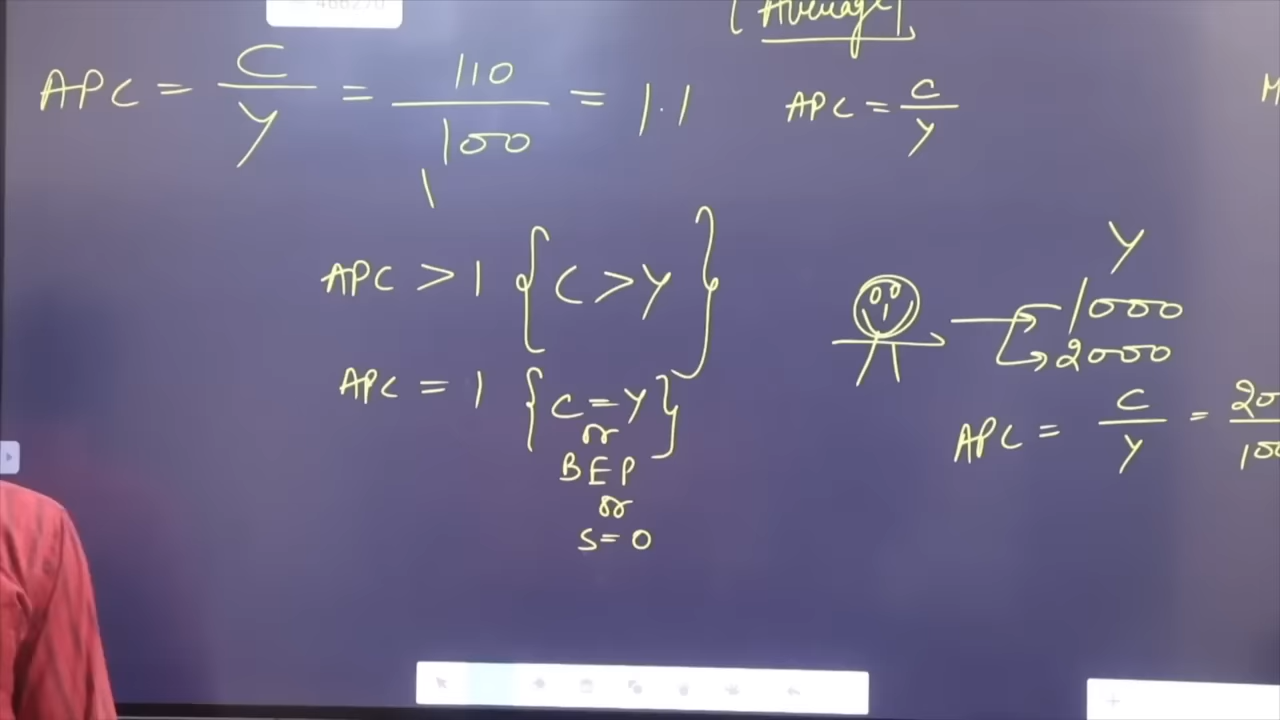 [Average]
APC = C/Y = 110/100 = 1.1
APC = C/Y
APC > 1 {C > Y}
APC = 1 {C = Y}
or
BEP
or
S = 0
Y
1000
2000
APC = C/Y =